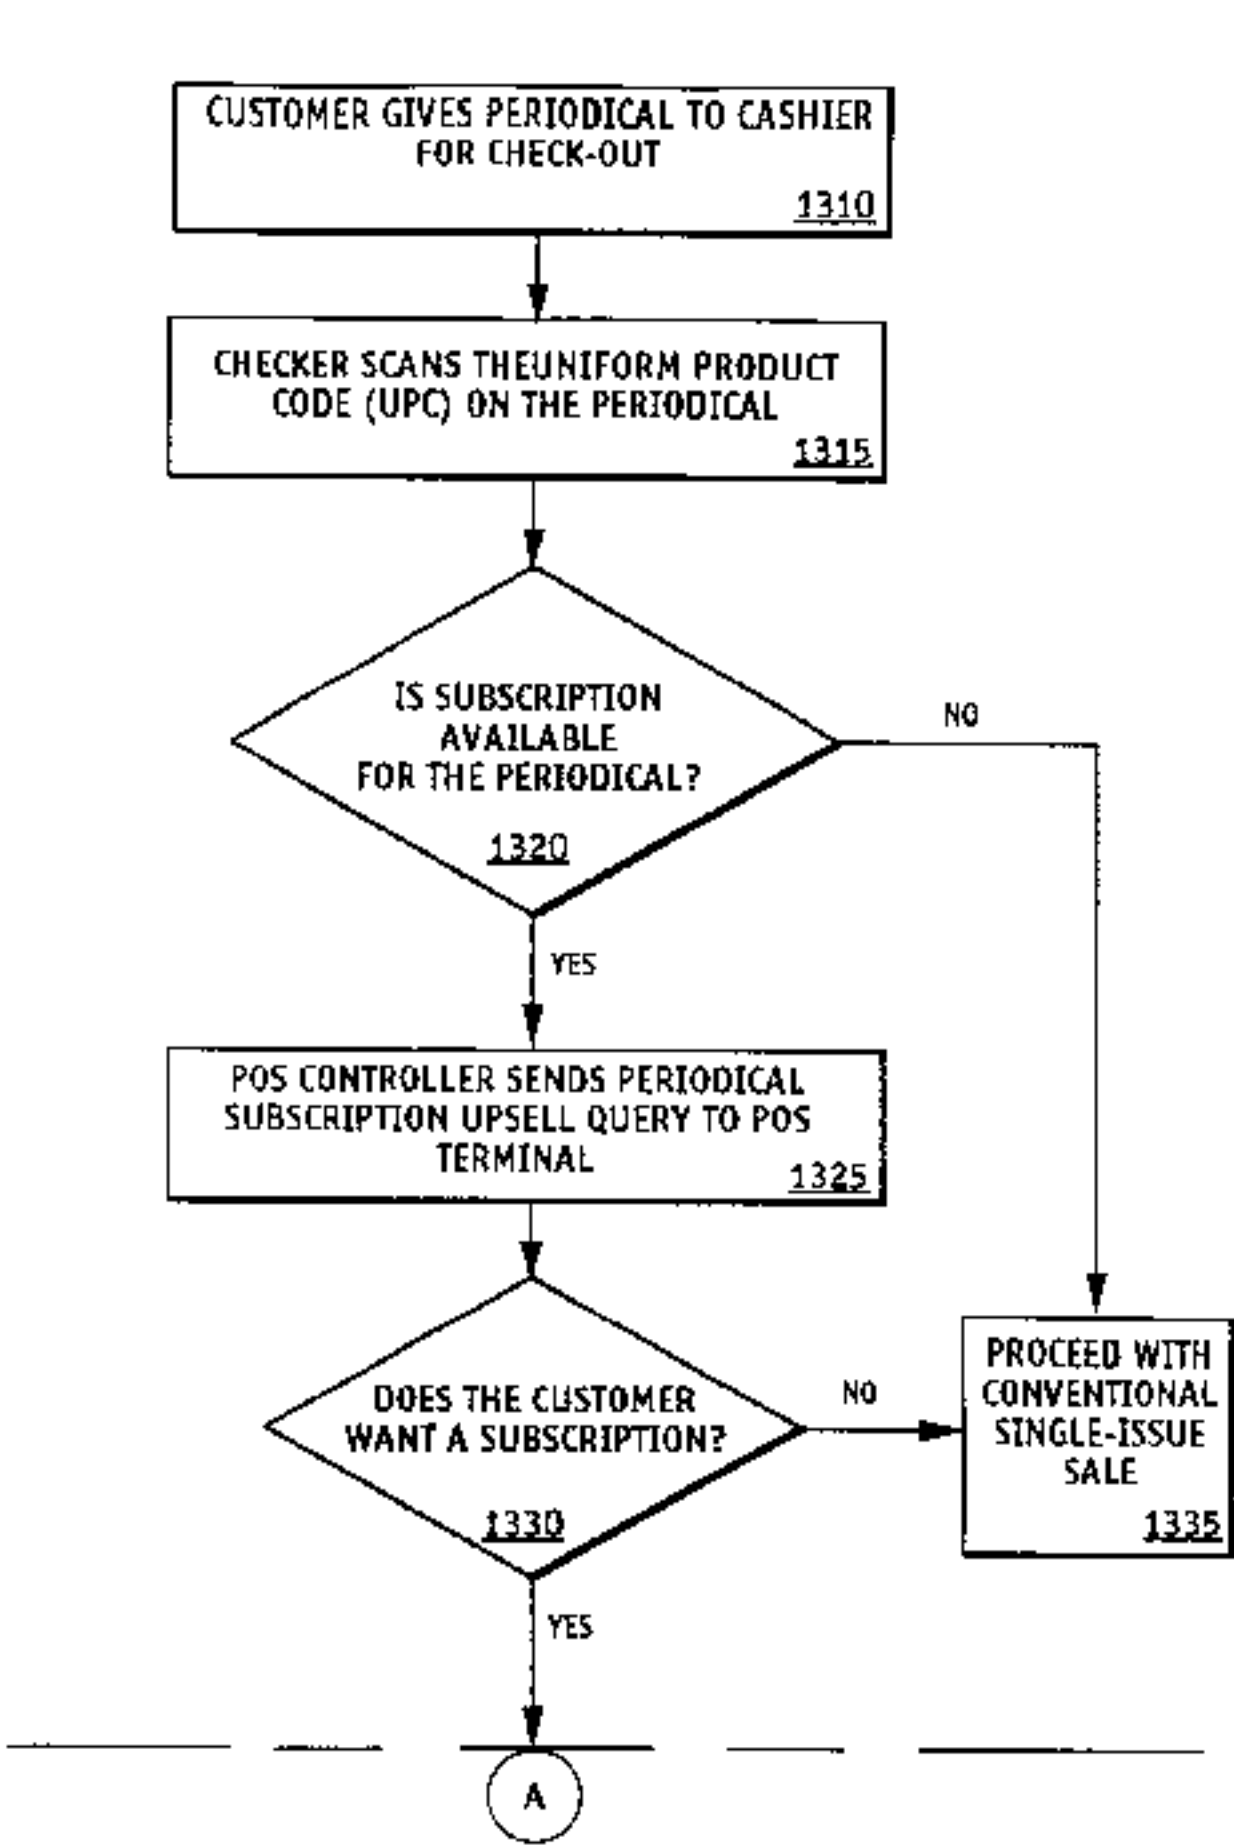 CUSTOMER GIVES PERIODICAL TO CASHIER
FOR CHECK-OUT
1310
CHECKER SCANS THEUNIFORM PRODUCT
CODE (UPC) ON THE PERIODICAL
1315
IS SUBSCRIPTION
AVAILABLE
FOR THE PERIODICAL?
1320
NO
YES
POS CONTROLLER SENDS PERIODICAL
SUBSCRIPTION UPSELL QUERY TO POS
TERMINAL
1325
DOES THE CUSTOMER
WANT A SUBSCRIPTION?
1330
NO
PROCEED WITH
CONVENTIONAL
SINGLE-ISSUE
SALE
1335
YES
A